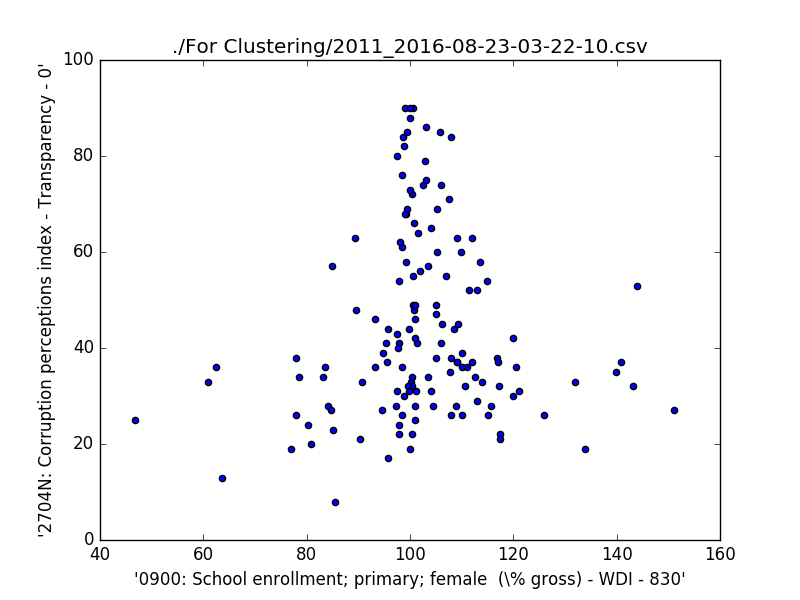 ./For Clustering/2011_2016-08-23-03-22-10.csv
100
80
60
40
20
0
'2704N: Corruption perceptions index - Transparency - 0'
40 60 80 100 120 140 160
'0900: School enrollment; primary; female (\% gross) - WDI - 830'